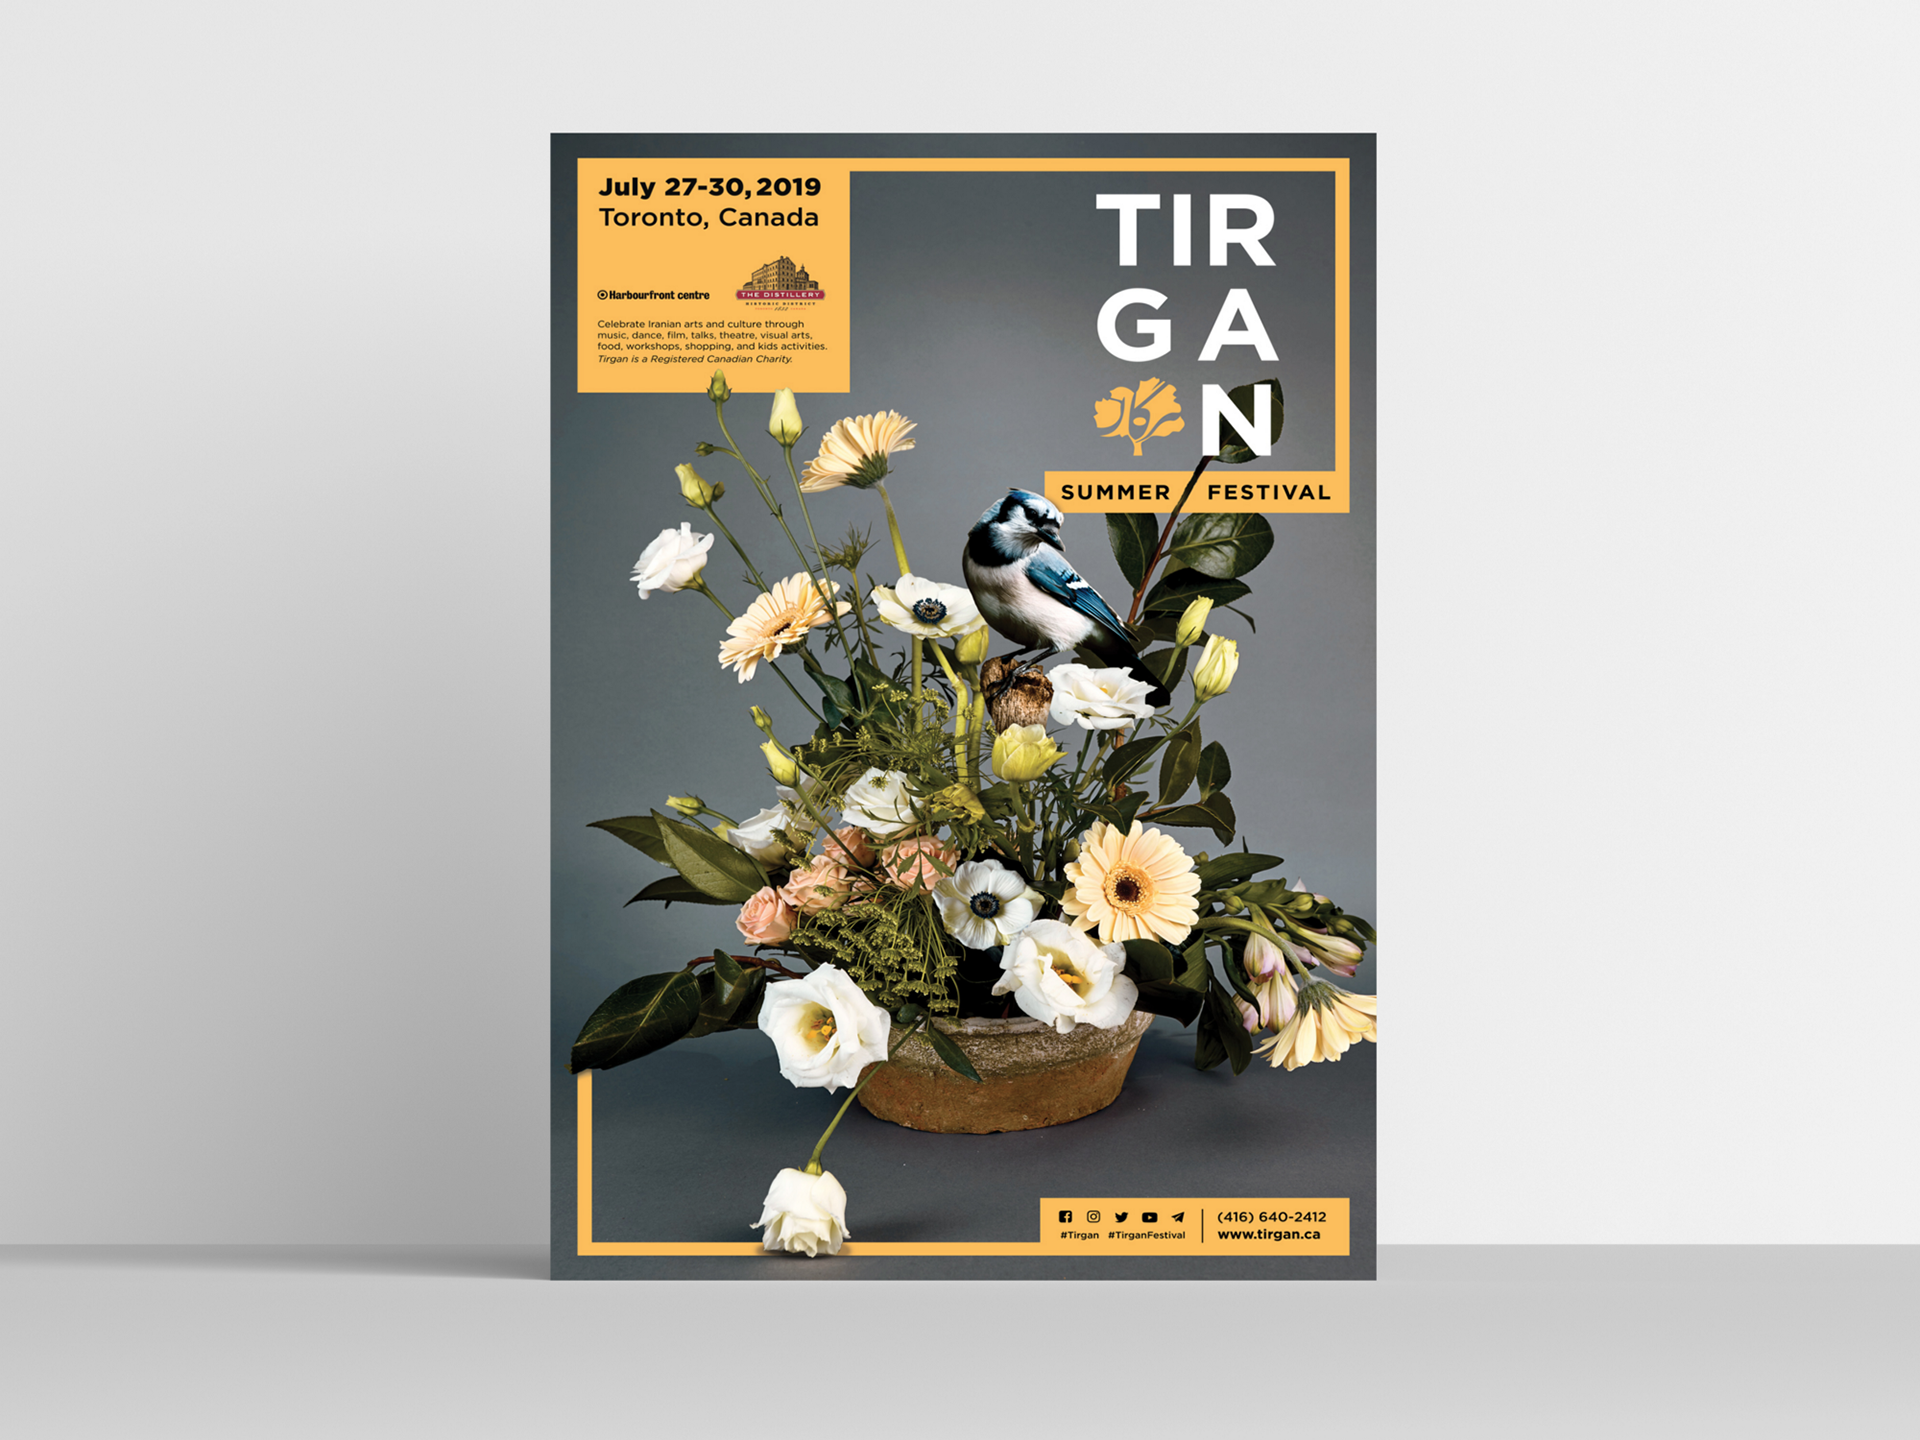 July 27-30, 2019
Toronto, Canada
Harbourfront centre
THE DISTILLERY
HISTORIC DISTRICT
1832
Celebrate Iranian arts and culture through
music, dance, film, talks, theatre, visual arts,
food, workshops, shopping, and kids activities.
Tirgan is a Registered Canadian Charity.
TIR
GA
N
SUMMER FESTIVAL
#Tirgan #TirganFestival
(416) 640-2412
www.tirgan.ca